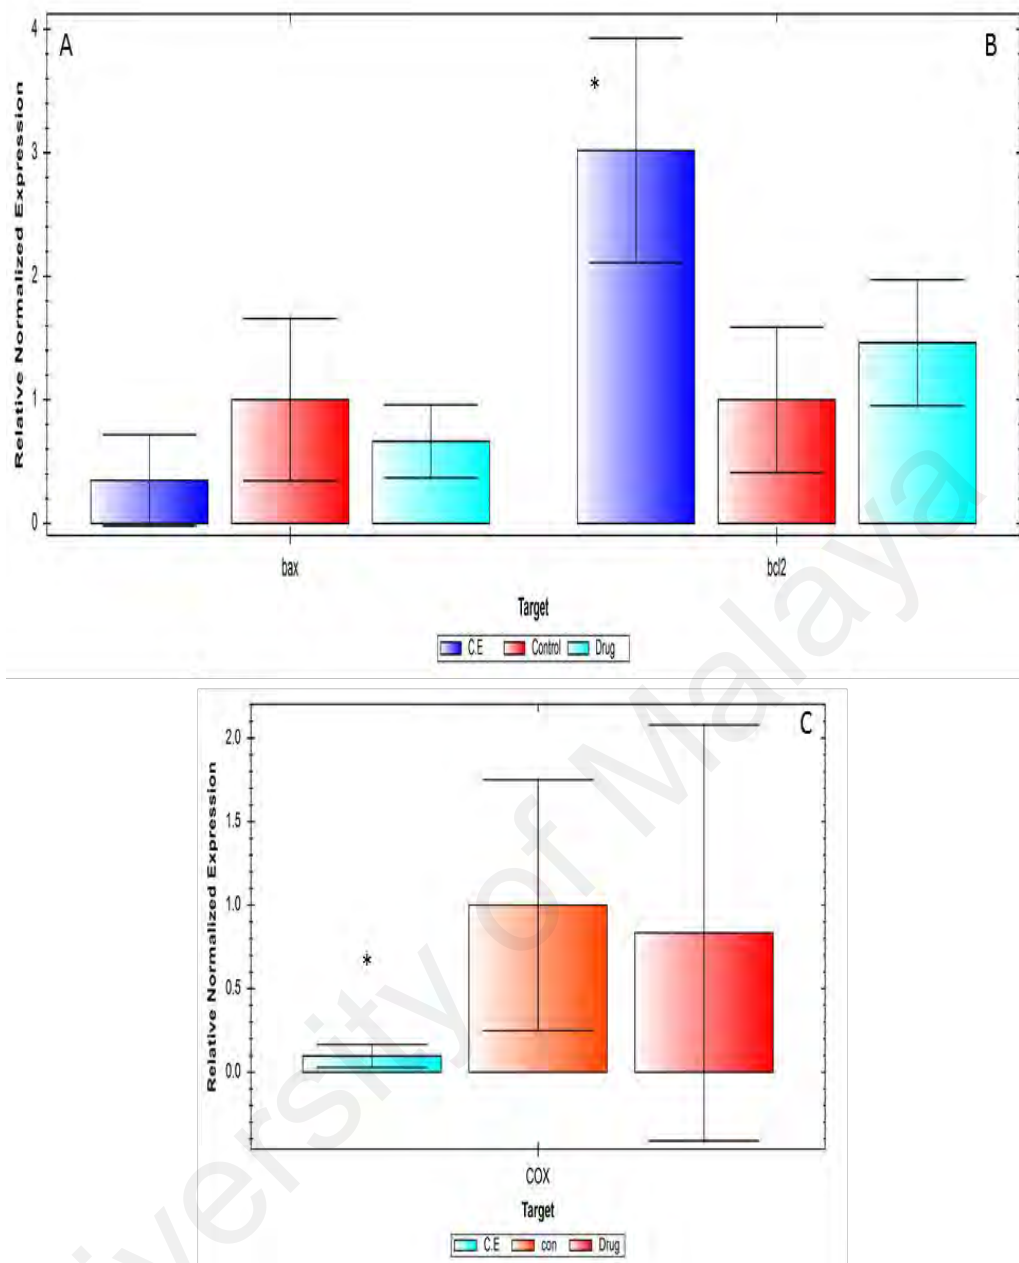 A
B
Relative Normalized Expression
4
3
2
1
0
*
bax
bcl2
Target
C.E Control Drug
C
Relative Normalized Expression
2.0
1.5
1.0
0.5
0.0
*
COX
Target
C.E con Drug
University of Malaya